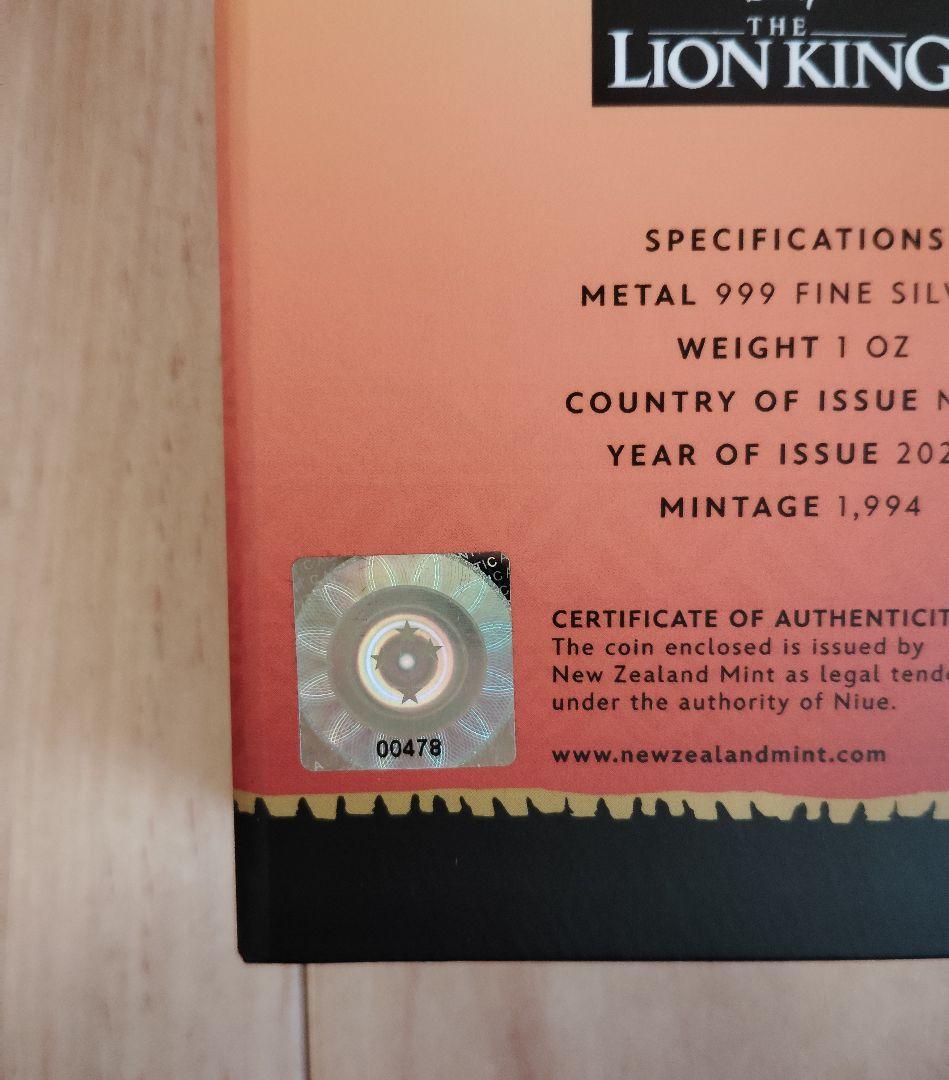 THE
LION KING
SPECIFICATIONS
METAL 999 FINE SILV
WEIGHT 1 OZ
COUNTRY OF ISSUE N
YEAR OF ISSUE 202
MINTAGE 1,994
CERTIFICATE OF AUTHENTICIT
The coin enclosed is issued by
New Zealand Mint as legal tend
under the authority of Niue.
www.newzealandmint.com
00478